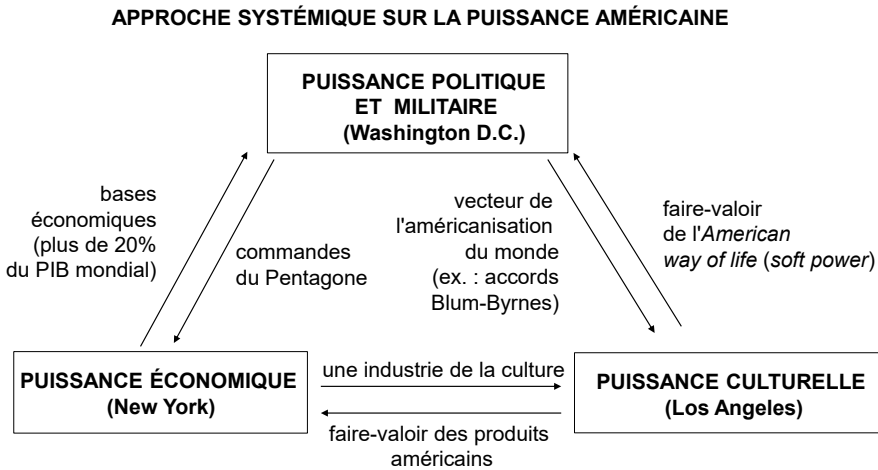 APPROCHE SYSTÉMIQUE SUR LA PUISSANCE AMÉRICAINE
PUISSANCE POLITIQUE
ET MILITAIRE
(Washington D.C.)
bases
économiques
(plus de 20%
du PIB mondial)
commandes
du Pentagone
vecteur de
l'américanisation
du monde
(ex. : accords
Blum-Byrnes)
faire-valoir
de l'American
way of life (soft power)
PUISSANCE ÉCONOMIQUE
(New York)
une industrie de la culture
faire-valoir des produits
américains
PUISSANCE CULTURELLE
(Los Angeles)